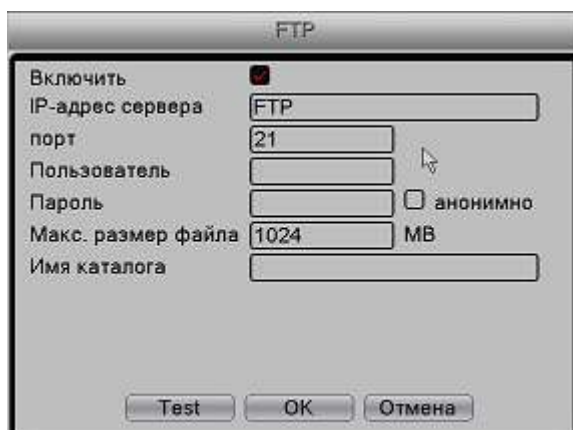 FTP
Включить
IP-адрес сервера FTP
порт 21
Пользователь
Пароль анонимно
Макс. размер файла 1024 MB
Имя каталога
Test OK Отмена